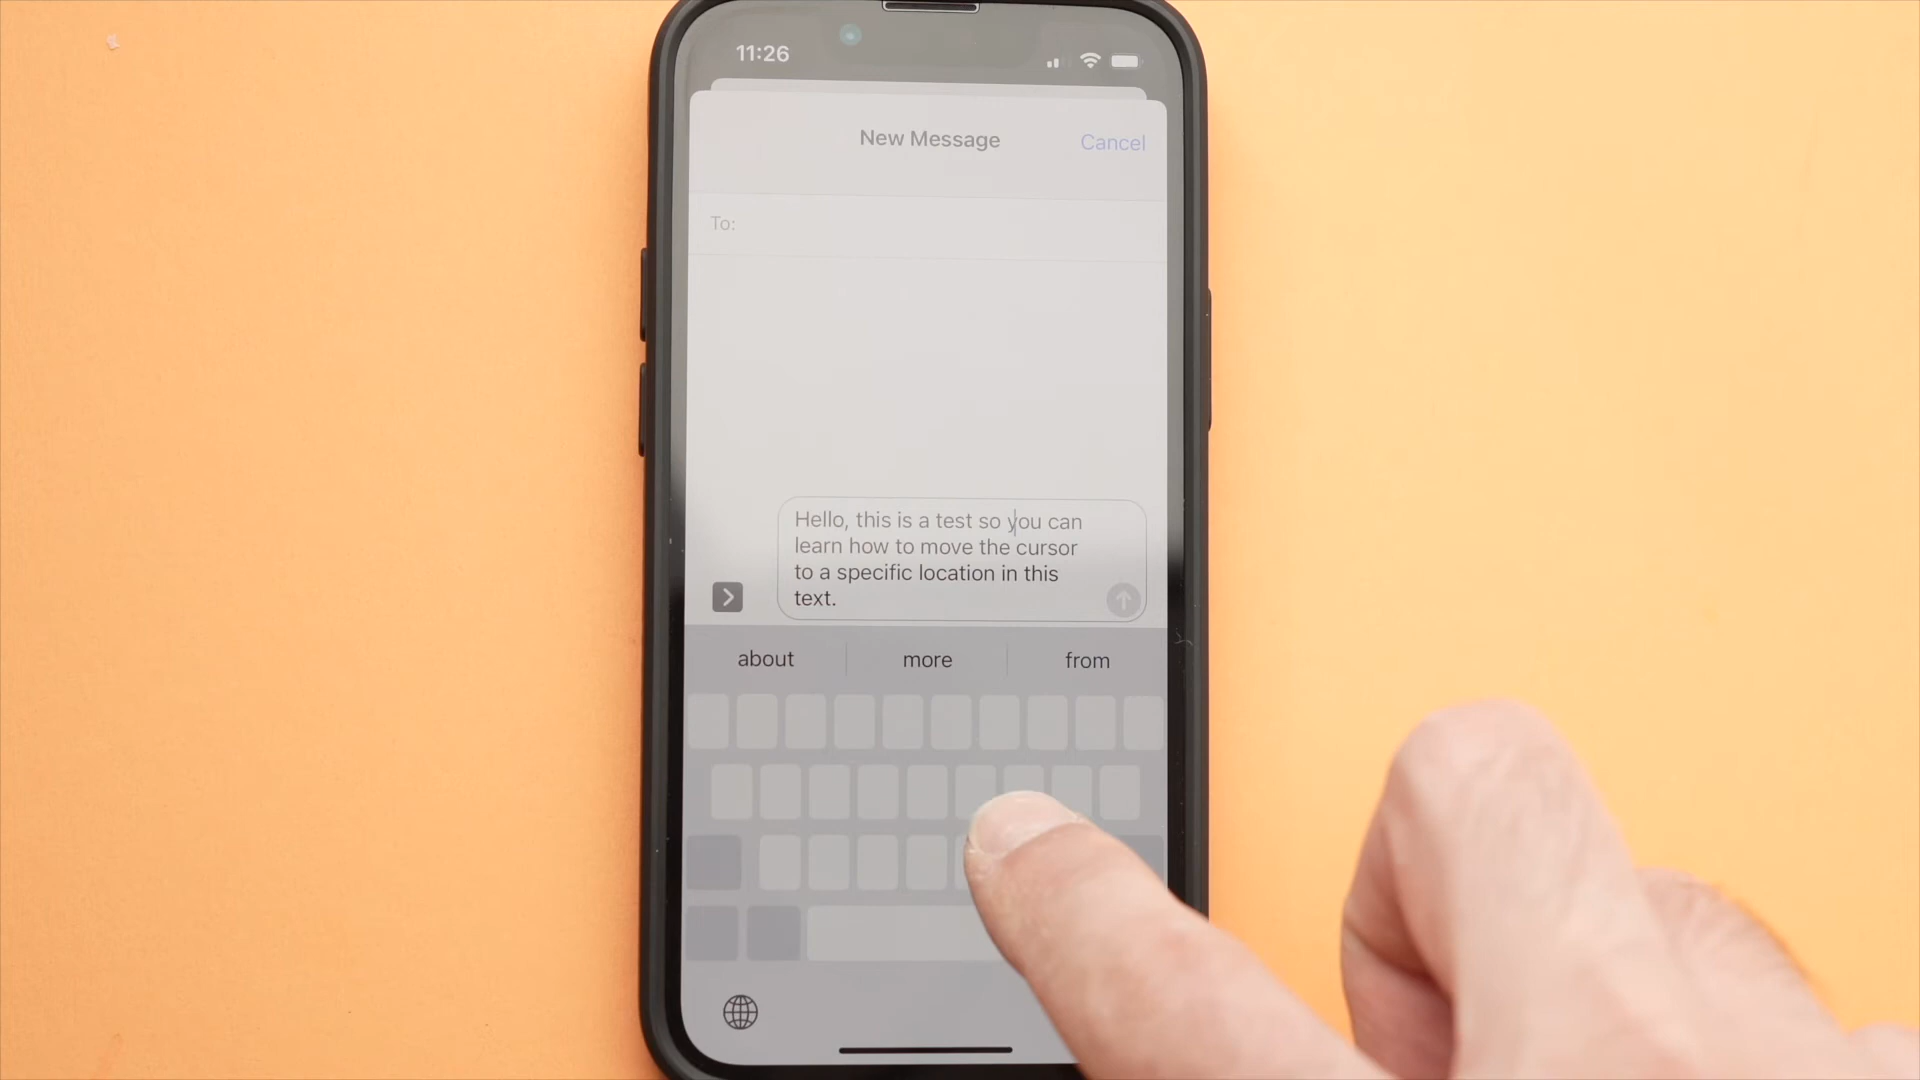 11:26
New Message
Cancel
To:
Hello, this is a test so you can
learn how to move the cursor
to a specific location in this
text.
about
more
from